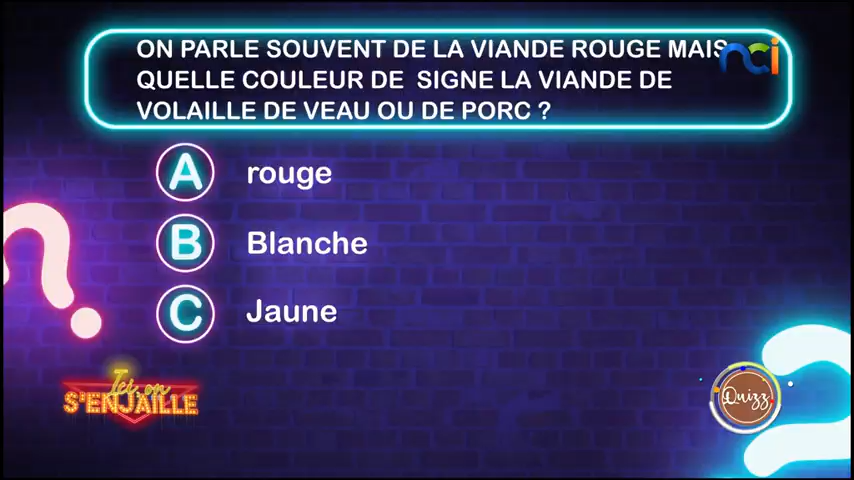 ON PARLE SOUVENT DE LA VIANDE ROUGE MAIS
QUELLE COULEUR DE SIGNE LA VIANDE DE
VOLAILLE DE VEAU OU DE PORC ?
nci
A rouge
B Blanche
C Jaune
Ici on
S'ENJAILLE
Quizz